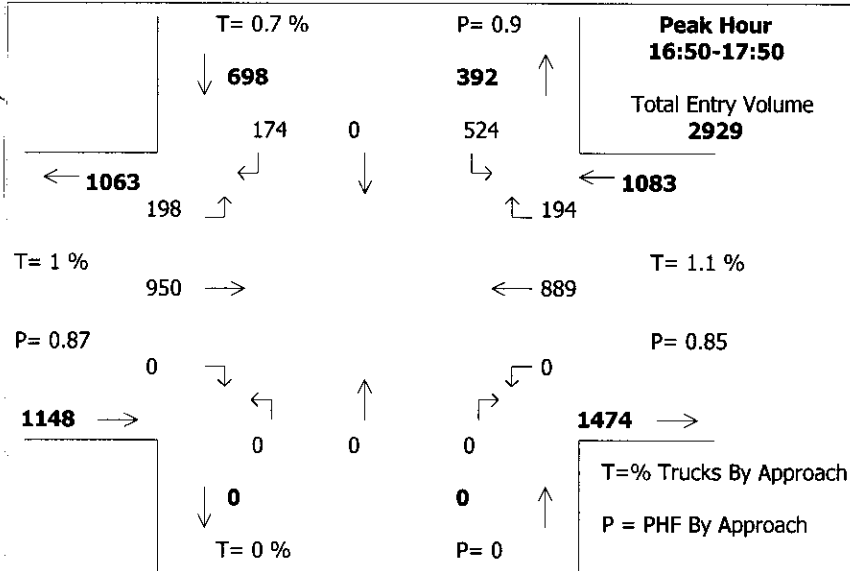 T= 0.7 % P= 0.9 Peak Hour
16:50-17:50
698 392
Total Entry Volume
174 0 524 2929
1063 1083
198 194
T= 1 % T= 1.1 %
950 889
P= 0.87 P= 0.85
0 0
1148 1474
0 0 0
T=% Trucks By Approach
0 0
P = PHF By Approach
T= 0 % P= 0